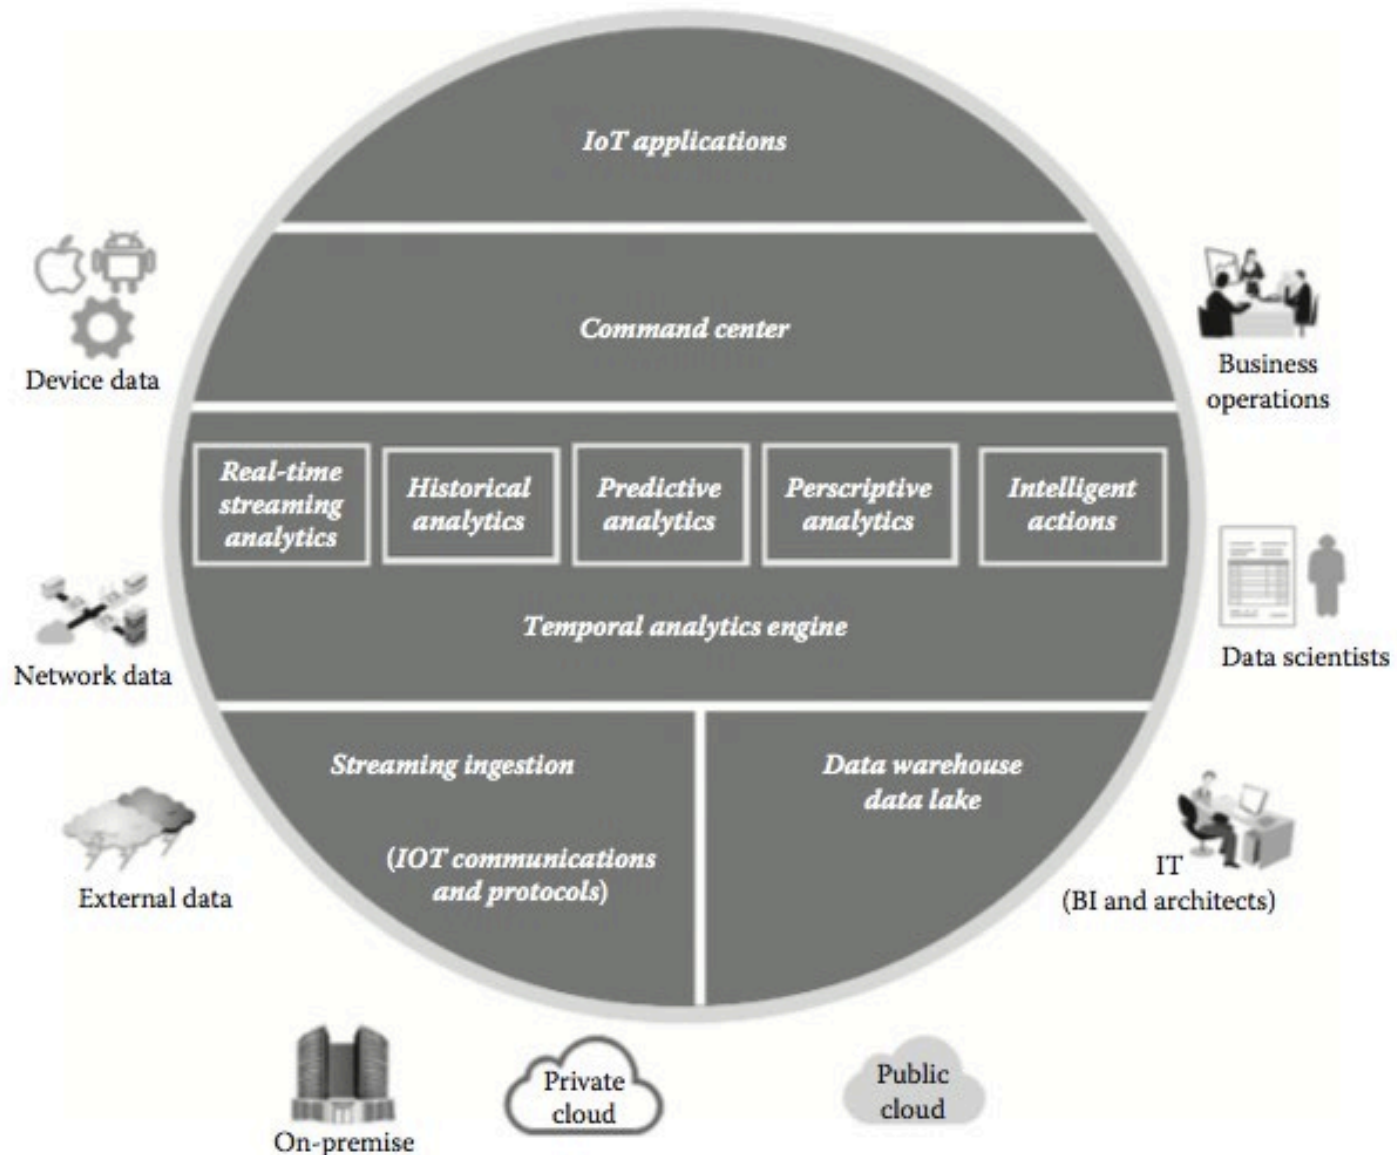 IoT applications
Command center
Device data
Business
operations
Real-time
streaming
analytics
Historical
analytics
Predictive
analytics
Perscriptive
analytics
Intelligent
actions
Temporal analytics engine
Network data
Data scientists
Streaming ingestion
(IOT communications
and protocols)
Data warehouse
data lake
External data
IT
(BI and architects)
On-premise
Private
cloud
Public
cloud